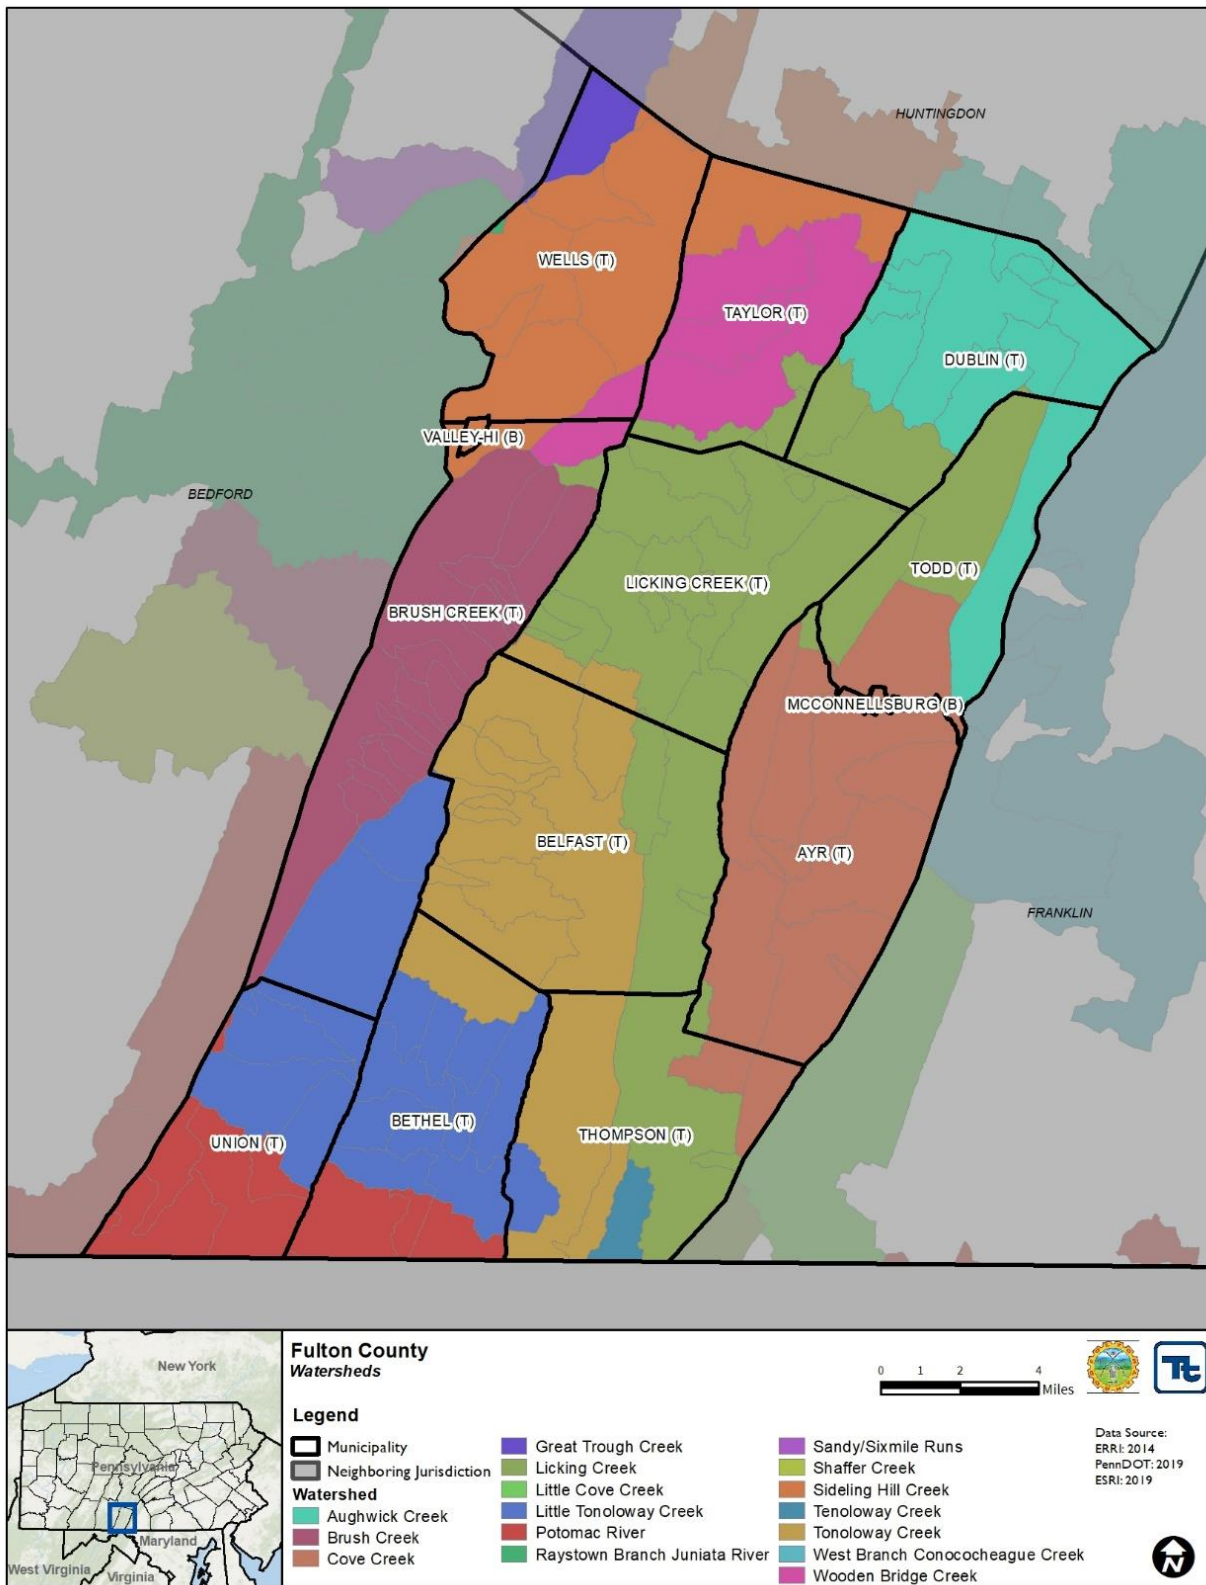 HUNTINGDON
WELLS (T)
TAYLOR (T)
DUBLIN (T)
VALLEY-HI (B)
BEDFORD
TODD (T)
LICKING CREEK (T)
BRUSH CREEK (T)
MCCONNELLSBURG (B)
BELFAST (T)
AYR (T)
FRANKLIN
BETHEL (T)
THOMPSON (T)
UNION (T)
New York
Pennsylvania
Maryland
West Virginia
Virginia
Fulton County
Watersheds
Legend
Municipality
Neighboring Jurisdiction
Watershed
Aughwick Creek
Brush Creek
Cove Creek
Great Trough Creek
Licking Creek
Little Cove Creek
Little Tonoloway Creek
Potomac River
Raystown Branch Juniata River
Sandy/Sixmile Runs
Shaffer Creek
Sideling Hill Creek
Tenoloway Creek
Tonoloway Creek
West Branch Conococheague Creek
Wooden Bridge Creek
0 1 2 4
Miles
Tt
Data Source:
ERRI: 2014
PennDOT: 2019
ESRI: 2019
N